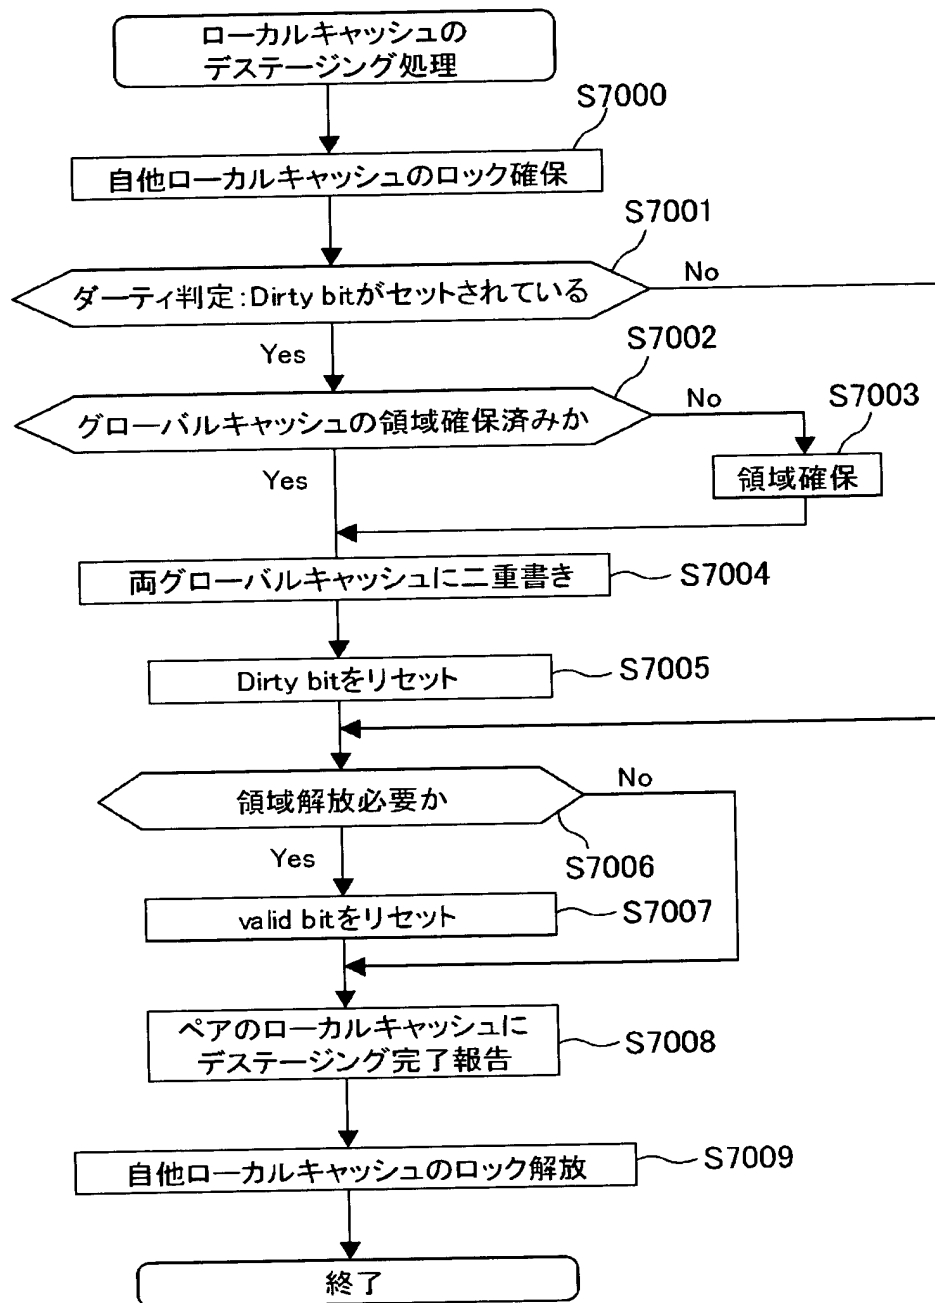 ローカルキャッシュの
デステージング処理
S7000
自他ローカルキャッシュのロック確保
S7001
ダーティ判定:Dirty bitがセットされている
No
Yes
S7002
グローバルキャッシュの領域確保済みか
No
S7003
領域確保
Yes
両グローバルキャッシュに二重書き
S7004
Dirty bitをリセット
S7005
領域解放必要か
No
S7006
Yes
valid bitをリセット
S7007
ペアのローカルキャッシュに
デステージング完了報告
S7008
自他ローカルキャッシュのロック解放
S7009
終了